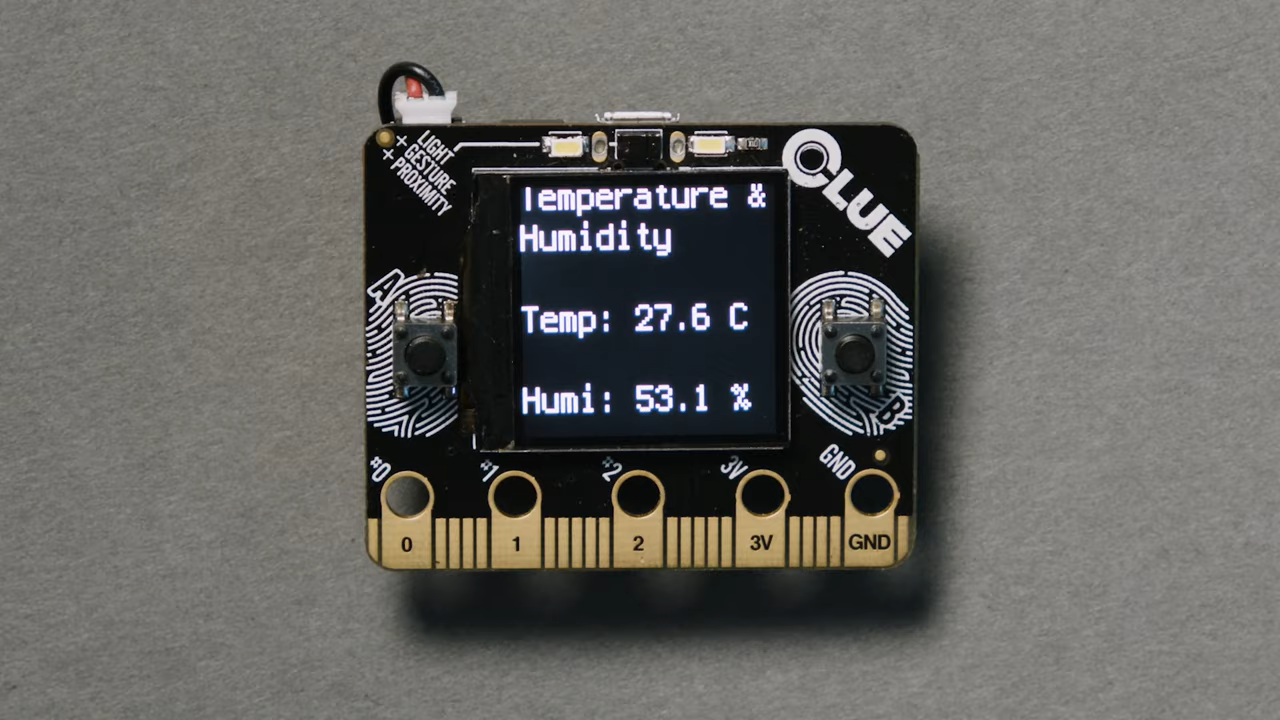 + LIGHT
GESTURE
+ PROXIMITY
CLUE
Temperature &
Humidity
Temp: 27.6 C
Humi: 53.1 %
A
B
#0
#1
#2
3V
GND
0
1
2
3V
GND